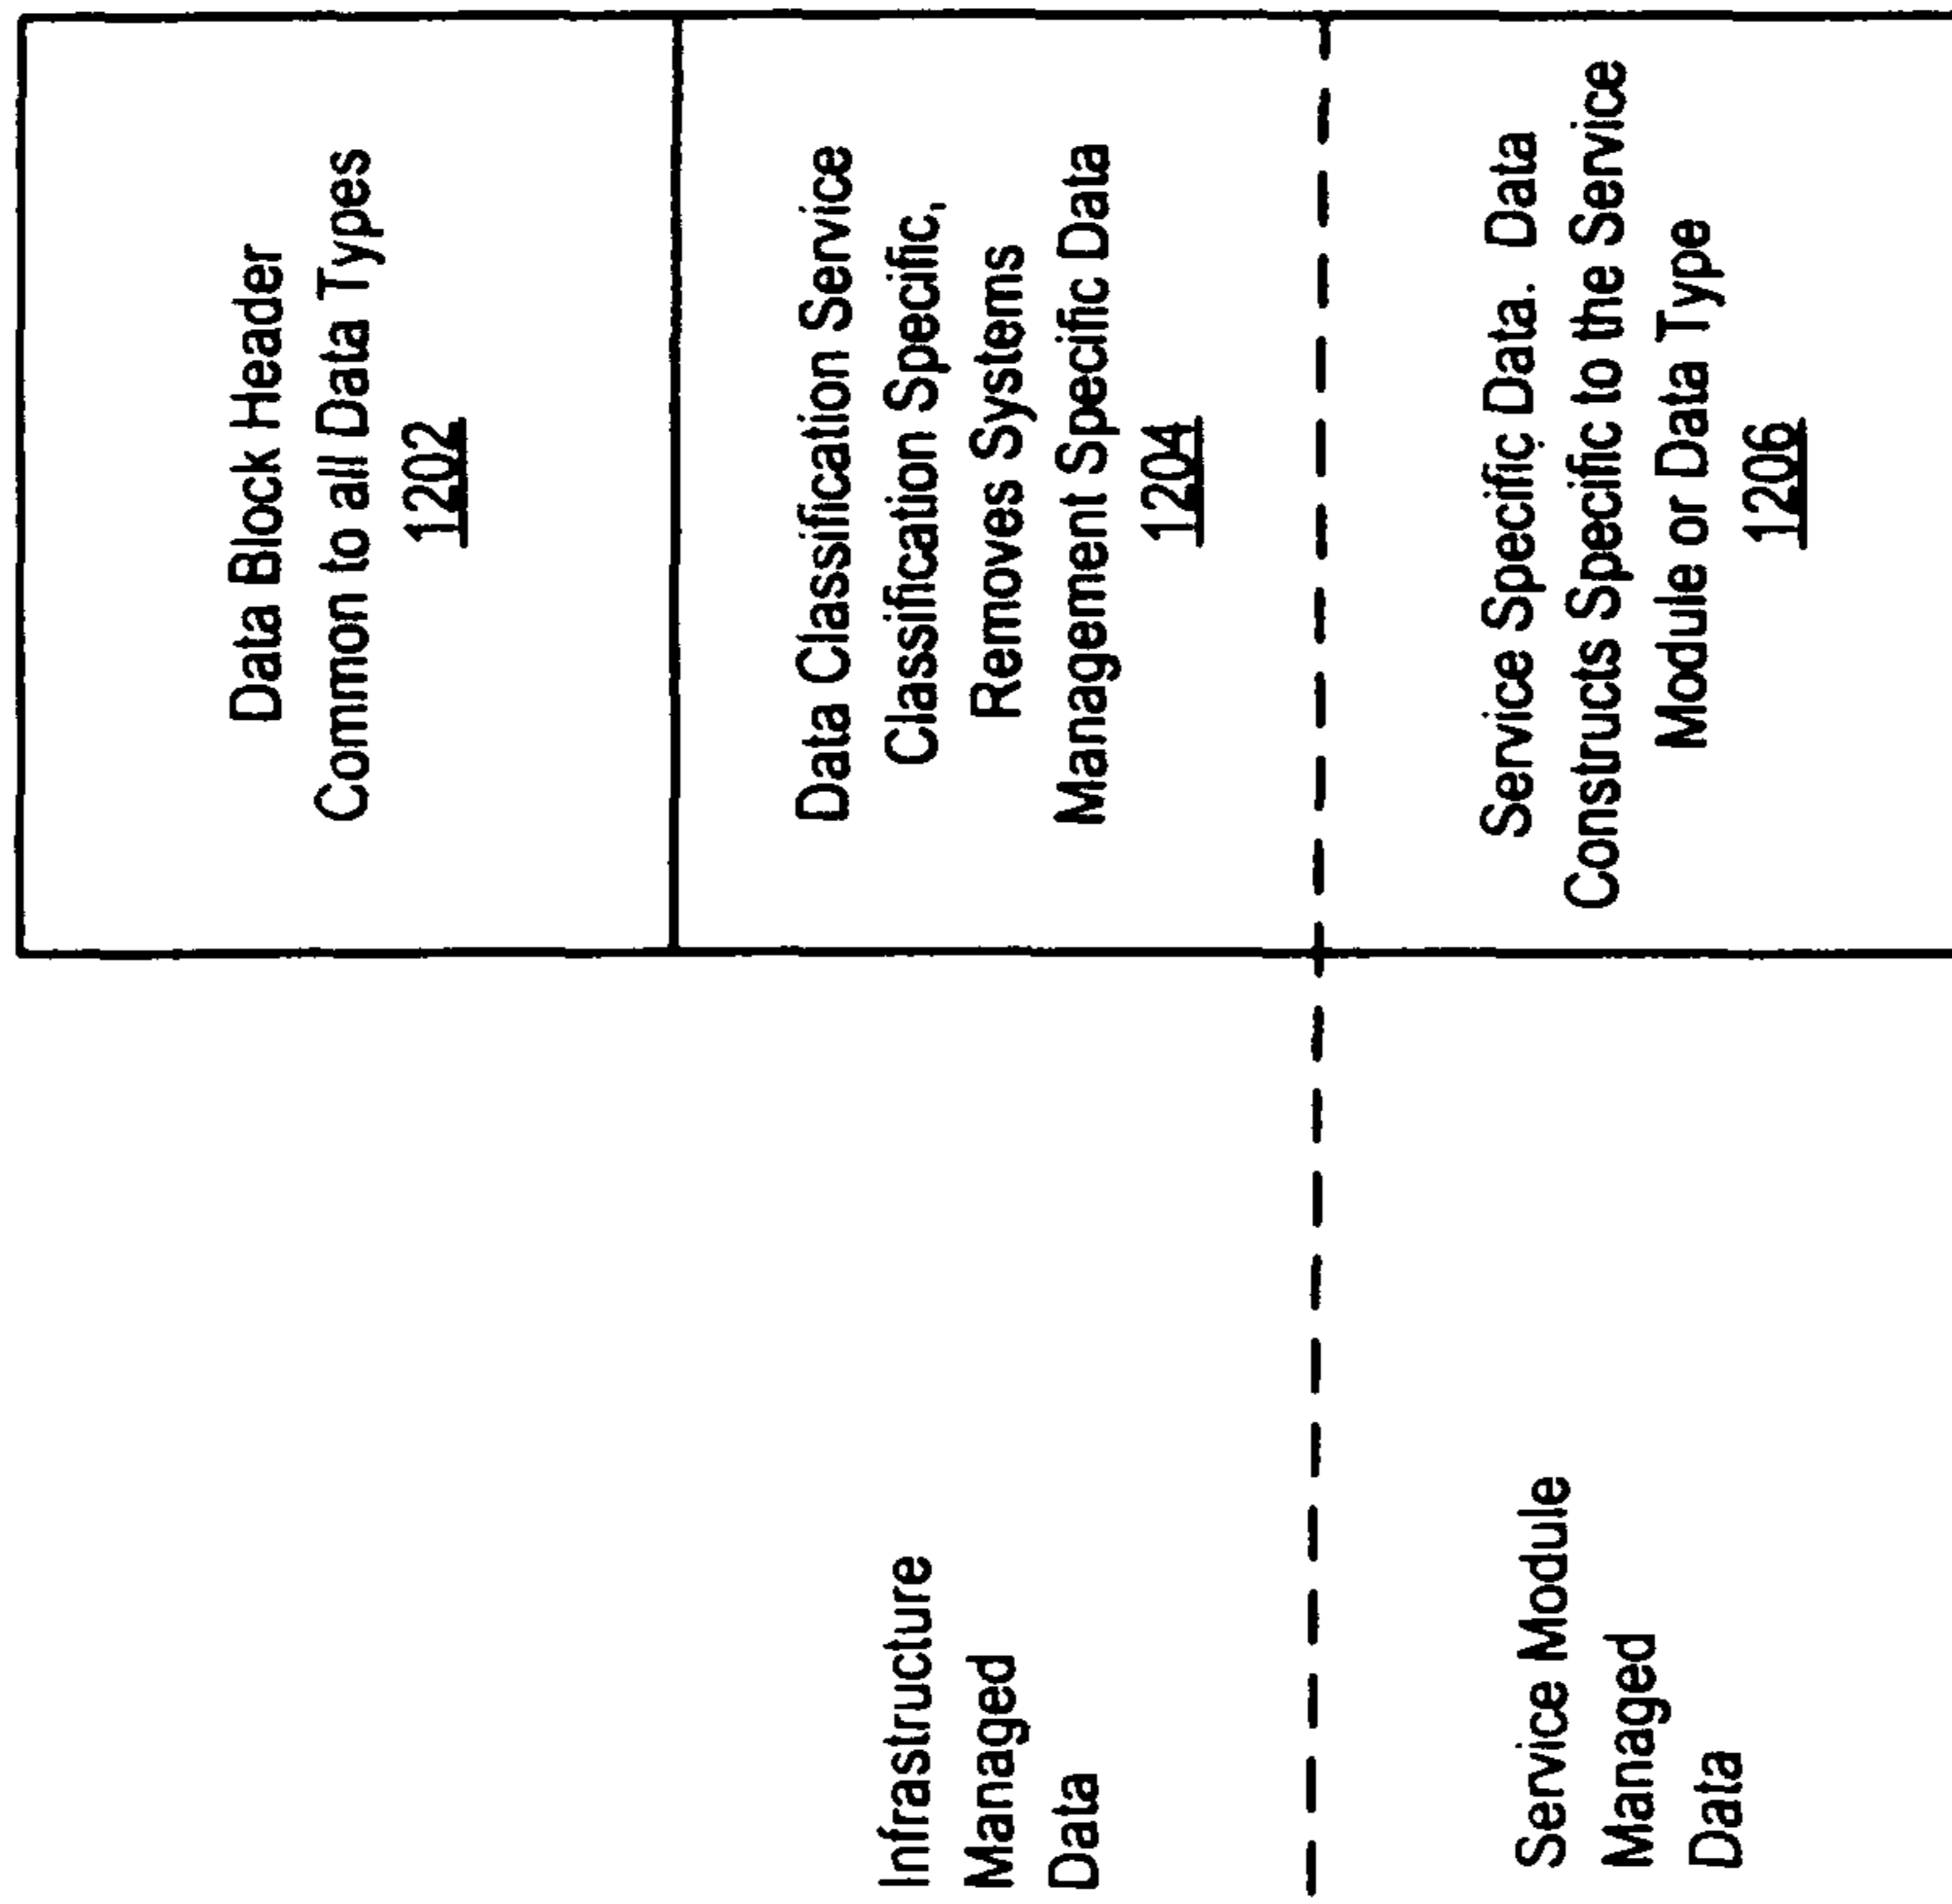 Data Block Header
Common to all Data Types
1202
Infrastructure
Managed
Data
Data Classification Service
Classification Specific,
Removes Systems
Management Specific Data
1204
Service Module
Managed
Data
Service Specific Data. Data
Constructs Specific to the Service
Module or Data Type
1206